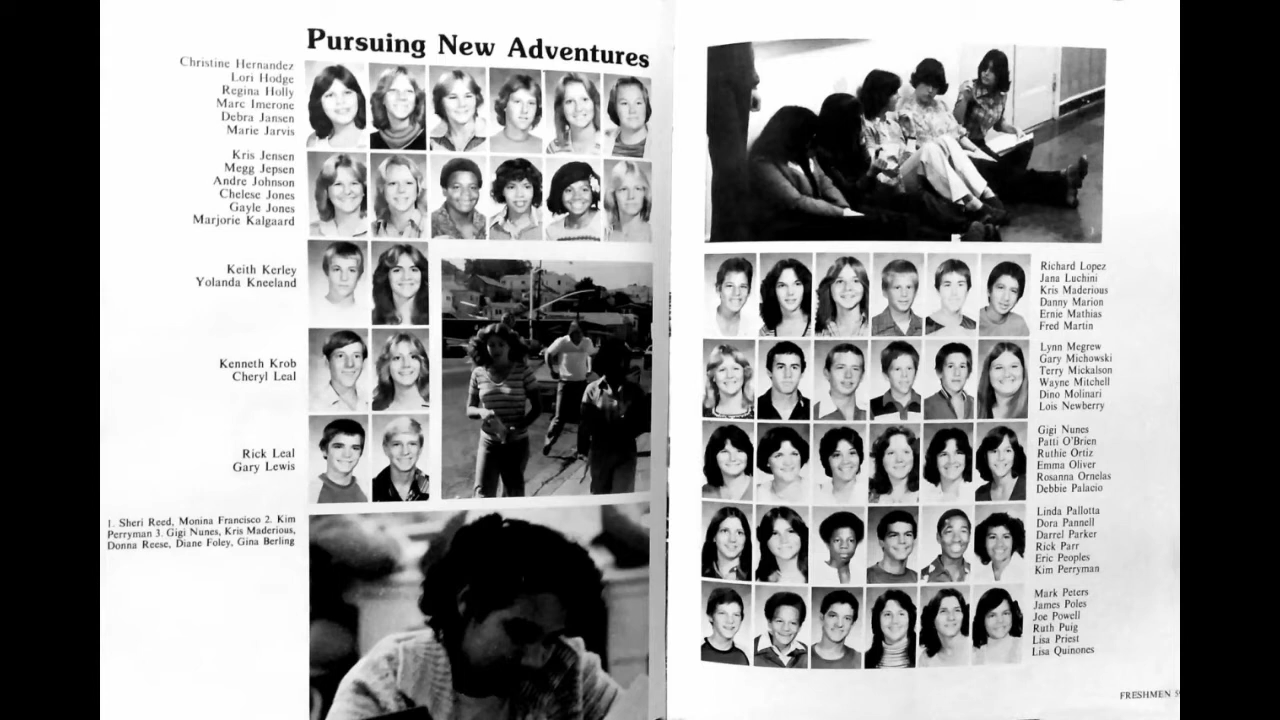 Pursuing New Adventures
Christine Hernandez
Lori Hodge
Regina Holly
Marc Imerone
Debra Jansen
Marie Jarvis
Kris Jensen
Megg Jepsen
Andre Johnson
Chelese Jones
Gayle Jones
Marjorie Kalgaard
Keith Kerley
Yolanda Kneeland
Kenneth Krob
Cheryl Leal
Rick Leal
Gary Lewis
1. Sheri Reed, Monina Francisco 2. Kim
Perryman 3. Gigi Nunes, Kris Maderious,
Donna Reese, Diane Foley, Gina Berling
Richard Lopez
Jana Luchini
Kris Maderious
Danny Marion
Ernie Mathias
Fred Martin
Lynn Megrew
Gary Michowski
Terry Mickalson
Wayne Mitchell
Dino Molinari
Lois Newberry
Gigi Nunes
Patti O'Brien
Ruthie Ortiz
Emma Oliver
Rosanna Ornelas
Debbie Palacio
Linda Pallotta
Dora Pannell
Darrel Parker
Rick Parr
Eric Peoples
Kim Perryman
Mark Peters
James Poles
Joe Powell
Ruth Puig
Lisa Priest
Lisa Quinones
FRESHMEN